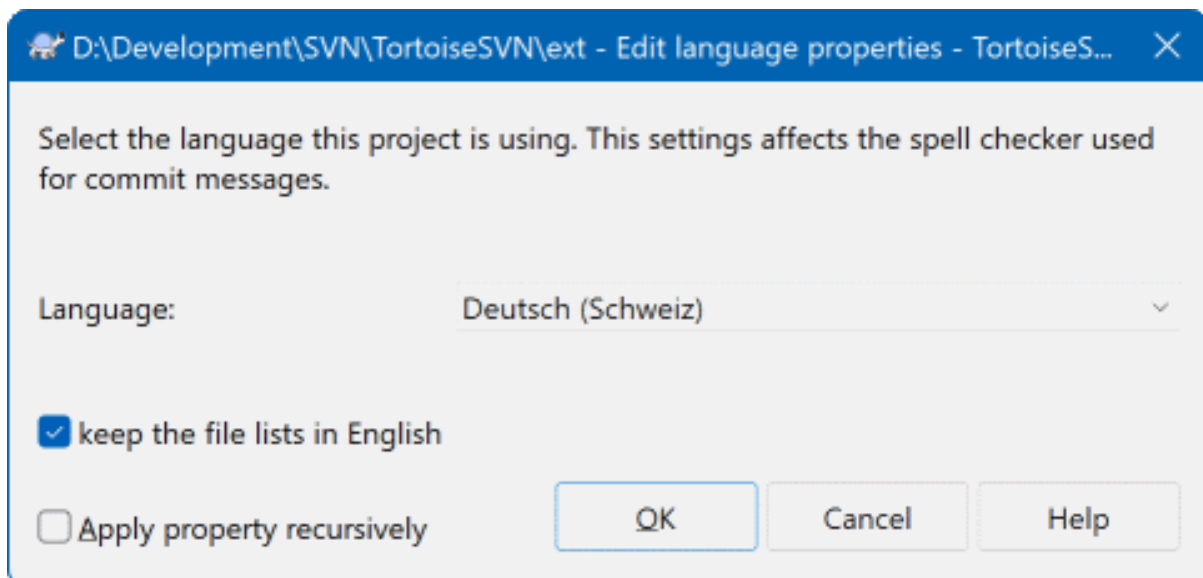 D:\Development\SVN\TortoiseSVN\ext - Edit language properties - TortoiseS...
Select the language this project is using. This settings affects the spell checker used
for commit messages.
Language:
Deutsch (Schweiz)
keep the file lists in English
Apply property recursively
OK
Cancel
Help